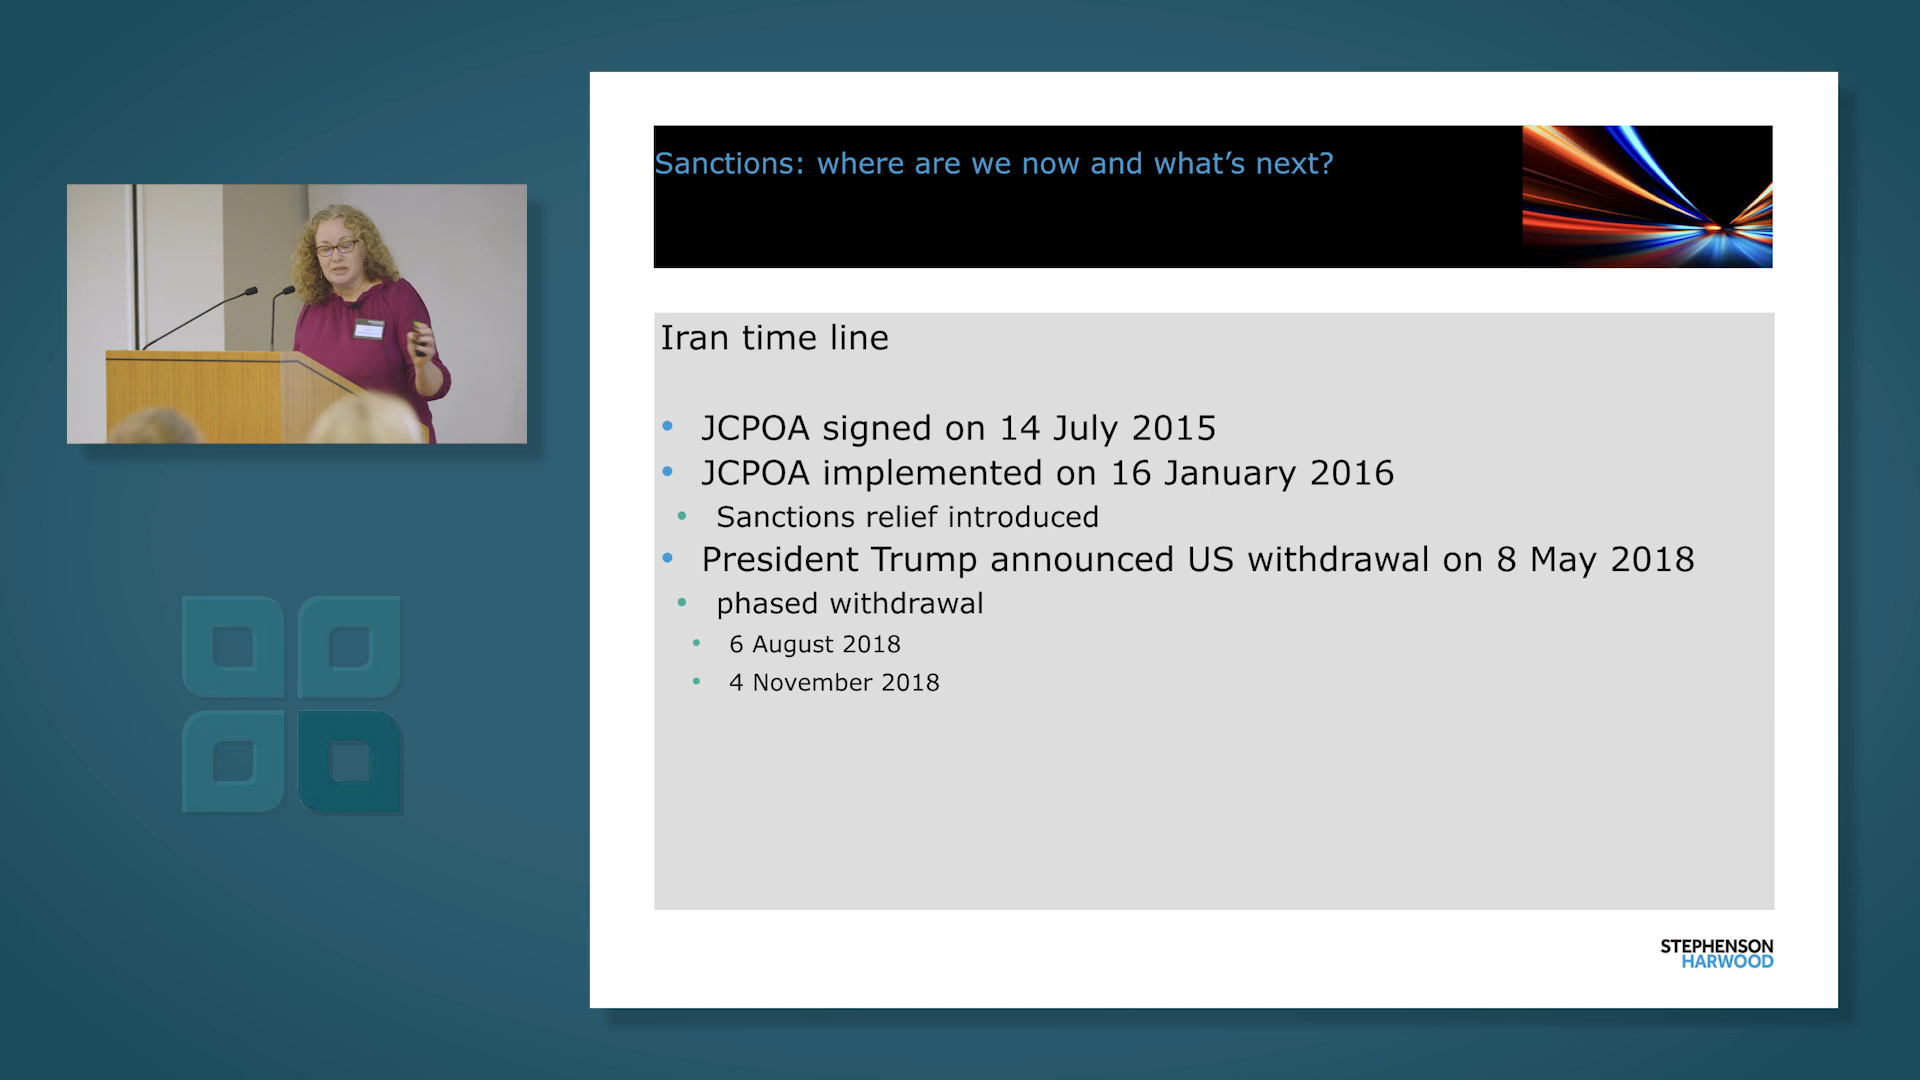 Sanctions: where are we now and what’s next?
Iran time line
• JCPOA signed on 14 July 2015
• JCPOA implemented on 16 January 2016
• Sanctions relief introduced
• President Trump announced US withdrawal on 8 May 2018
• phased withdrawal
• 6 August 2018
• 4 November 2018
STEPHENSON
HARWOOD